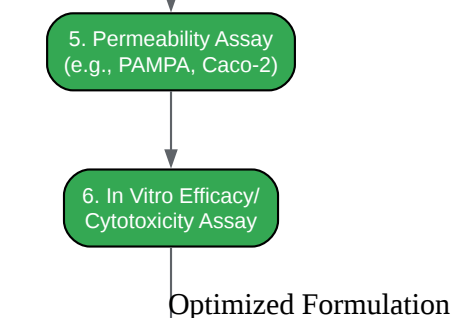 5. Permeability Assay
(e.g., PAMPA, Caco-2)
6. In Vitro Efficacy/
Cytotoxicity Assay
Optimized Formulation